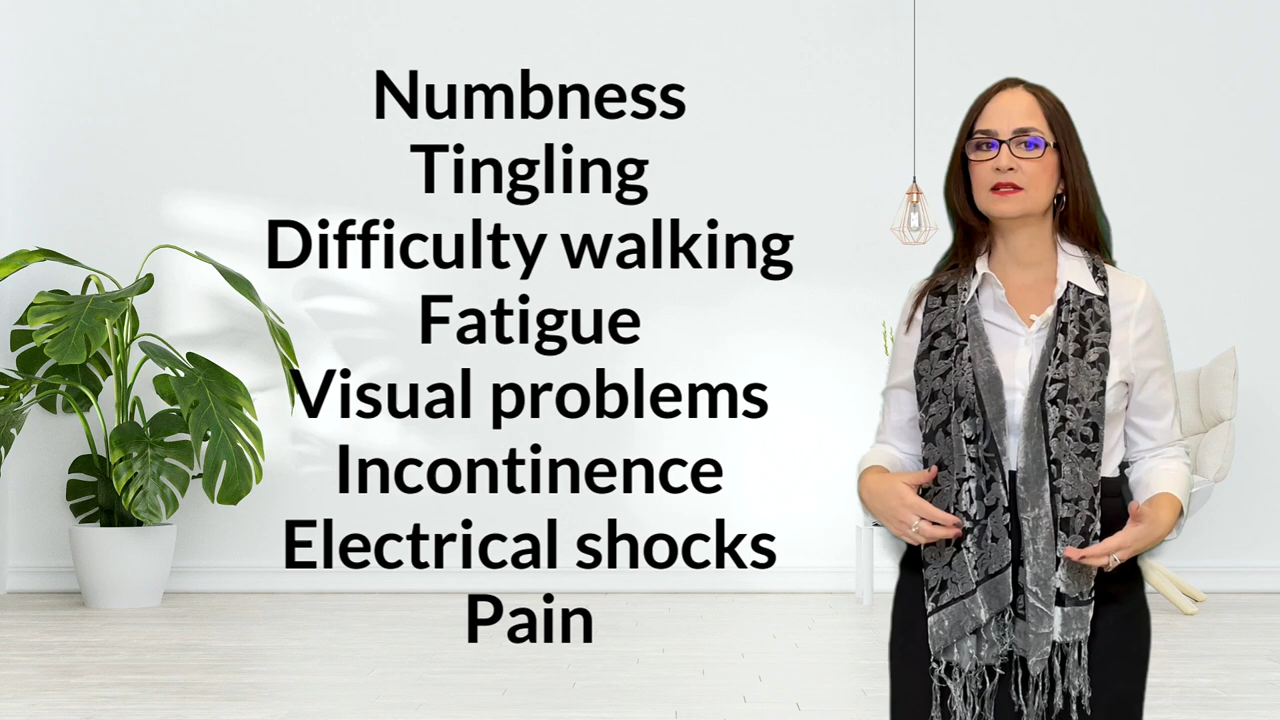 Numbness
Tingling
Difficulty walking
Fatigue
Visual problems
Incontinence
Electrical shocks
Pain